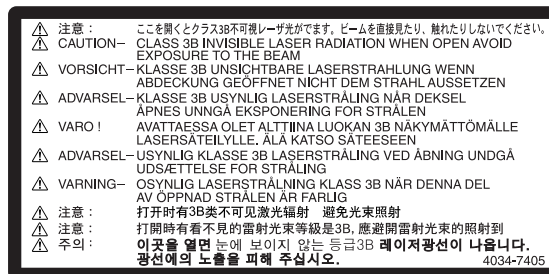 注意： ここを開くとクラス3B不可視レーザ光がでます。ビームを直接見たり、触れたりしないでください。
CAUTION– CLASS 3B INVISIBLE LASER RADIATION WHEN OPEN AVOID
EXPOSURE TO THE BEAM
VORSICHT– KLASSE 3B UNSICHTBARE LASERSTRAHLUNG WENN
ABDECKUNG GEÖFFNET NICHT DEM STRAHL AUSSETZEN
ADVARSEL– KLASSE 3B USYNLIG LASERSTRÅLING NÅR DEKSEL
ÅPNES UNNGÅ EKSPONERING FOR STRÅLEN
VARO ! AVATTAESSA OLET ALTTIINA LUOKAN 3B NÄKYMÄTTÖMÄLLE
LASERSÄTEILYLLE. ÄLÄ KATSO SÄTEESEEN
ADVARSEL– USYNLIG KLASSE 3B LASERSTRÅLING VED ÅBNING UNDGÅ
UDSÆTTELSE FOR STRÅLING
VARNING– OSYNLIG LASERSTRÅLNING KLASS 3B NÄR DENNA DEL
AV ÖPPNAD STRÅLEN ÄR FARLIG
注意： 打开时有3B类不可见激光辐射 避免光束照射
注意： 打開時有看不見的雷射光束等級是3B, 應避開雷射光束的照射到
주의 : 이곳을 열면 눈에 보이지 않는 등급3B 레이저광선이 나옵니다.
광선에의 노출을 피해 주십시오. 4034-7405